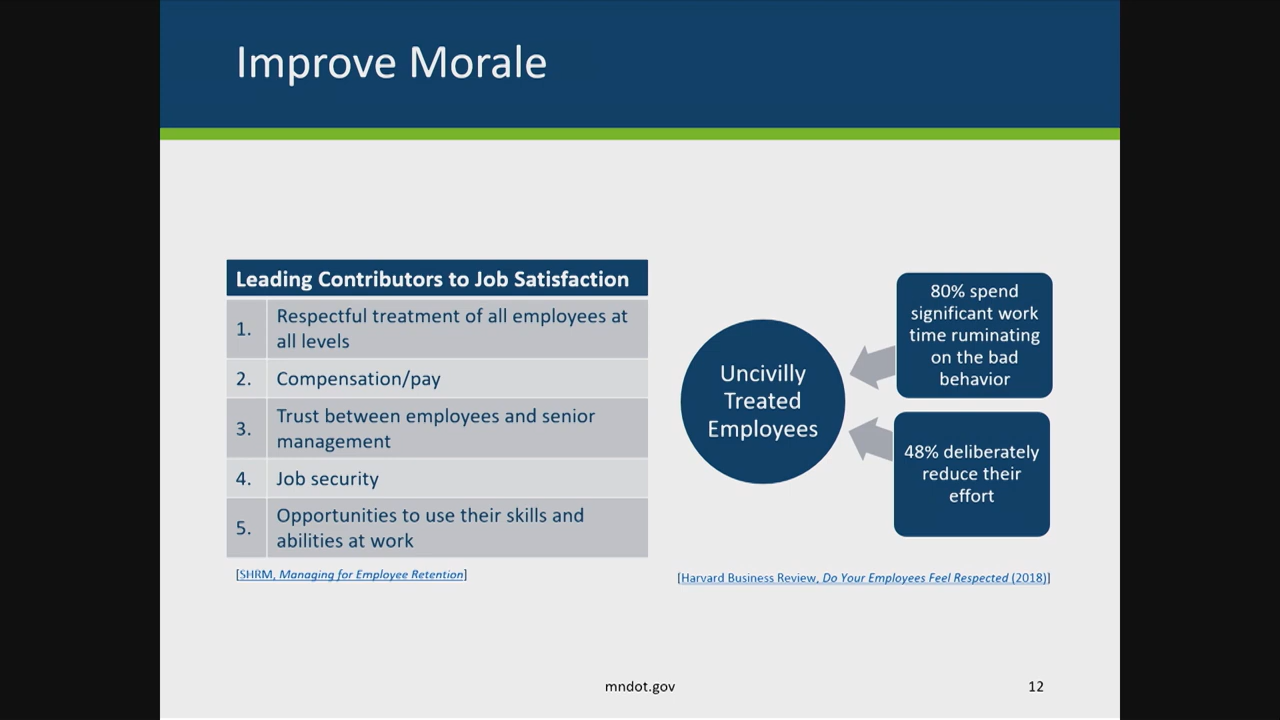 Improve Morale
Leading Contributors to Job Satisfaction
1. Respectful treatment of all employees at
all levels
2. Compensation/pay
3. Trust between employees and senior
management
4. Job security
5. Opportunities to use their skills and
abilities at work
[SHRM, Managing for Employee Retention]
Uncivilly
Treated
Employees
80% spend
significant work
time ruminating
on the bad
behavior
48% deliberately
reduce their
effort
[Harvard Business Review, Do Your Employees Feel Respected (2018)]
mndot.gov
12